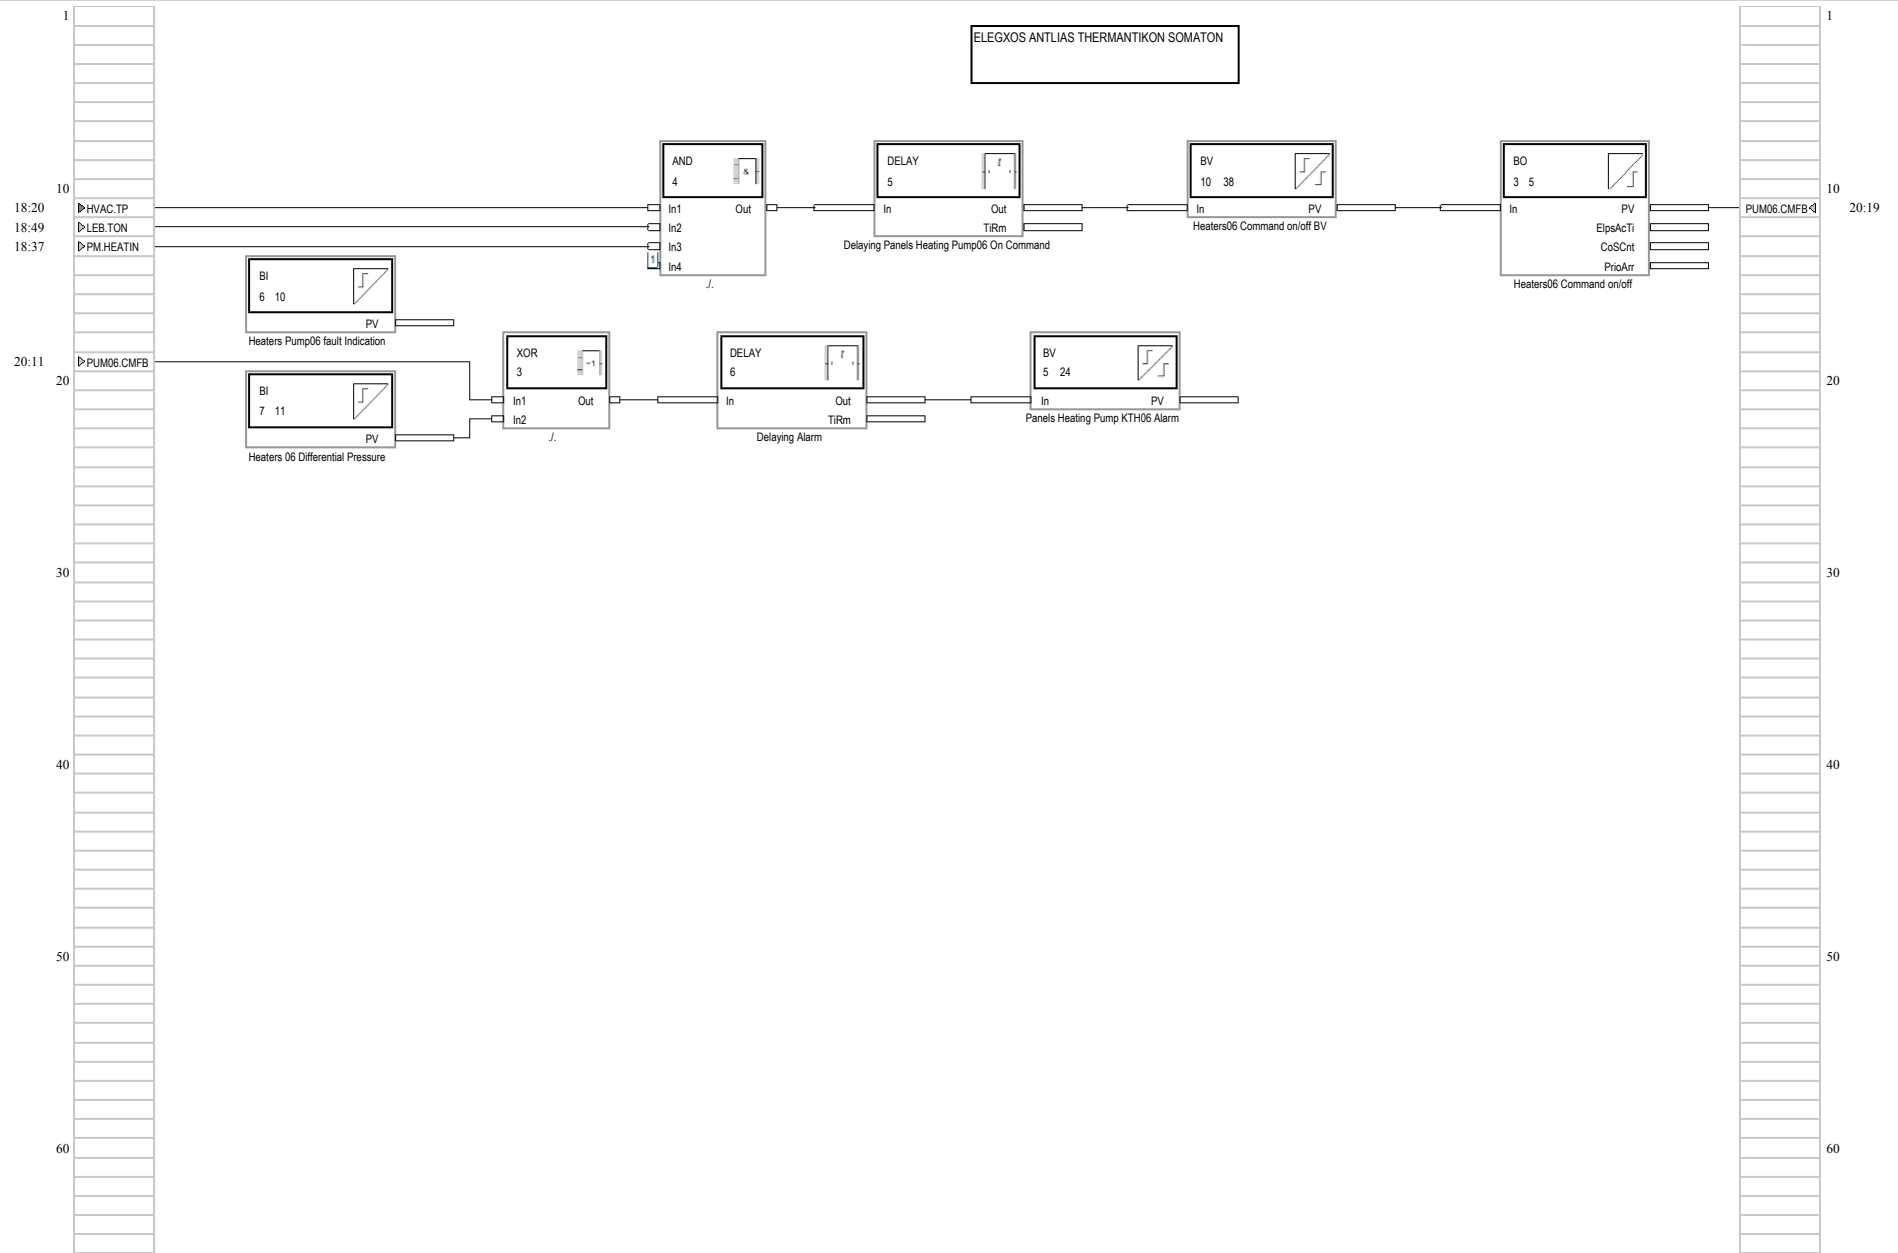 1
1
ELEGXOS ANTLIAS THERMANTIKON SOMATON
AND
4
&
DELAY
5
t
BV
10 38
BO
3 5
10
10
18:20
HVAC.TP
In1
Out
In
Out
In
PV
In
PV
PUM06.CMFB
20:19
18:49
LEB.TON
In2
TiRm
Heaters06 Command on/off BV
ElpsAcTi
18:37
PM.HEATIN
In3
Delaying Panels Heating Pump06 On Command
CoSCnt
1
In4
PrioArr
./.
Heaters06 Command on/off
BI
6 10
PV
Heaters Pump06 fault Indication
20:11
PUM06.CMFB
XOR
3
=1
DELAY
6
t
BV
5 24
20
20
BI
7 11
In1
Out
In
Out
In
PV
In2
TiRm
Panels Heating Pump KTH06 Alarm
PV
./.
Delaying Alarm
Heaters 06 Differential Pressure
30
30
40
40
50
50
60
60